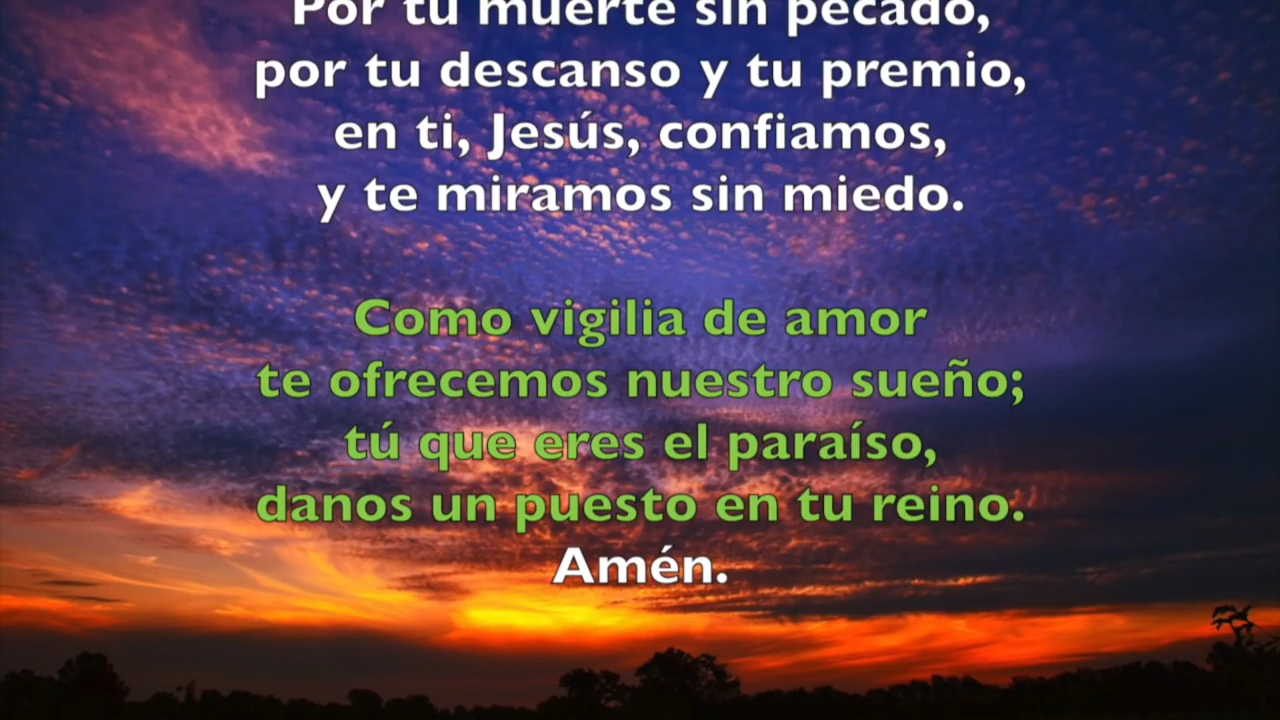 Por tu muerte sin pecado,
por tu descanso y tu premio,
en ti, Jesús, confiamos,
y te miramos sin miedo.
Como vigilia de amor
te ofrecemos nuestro sueño;
tú que eres el paraíso,
danos un puesto en tu reino.
Amén.